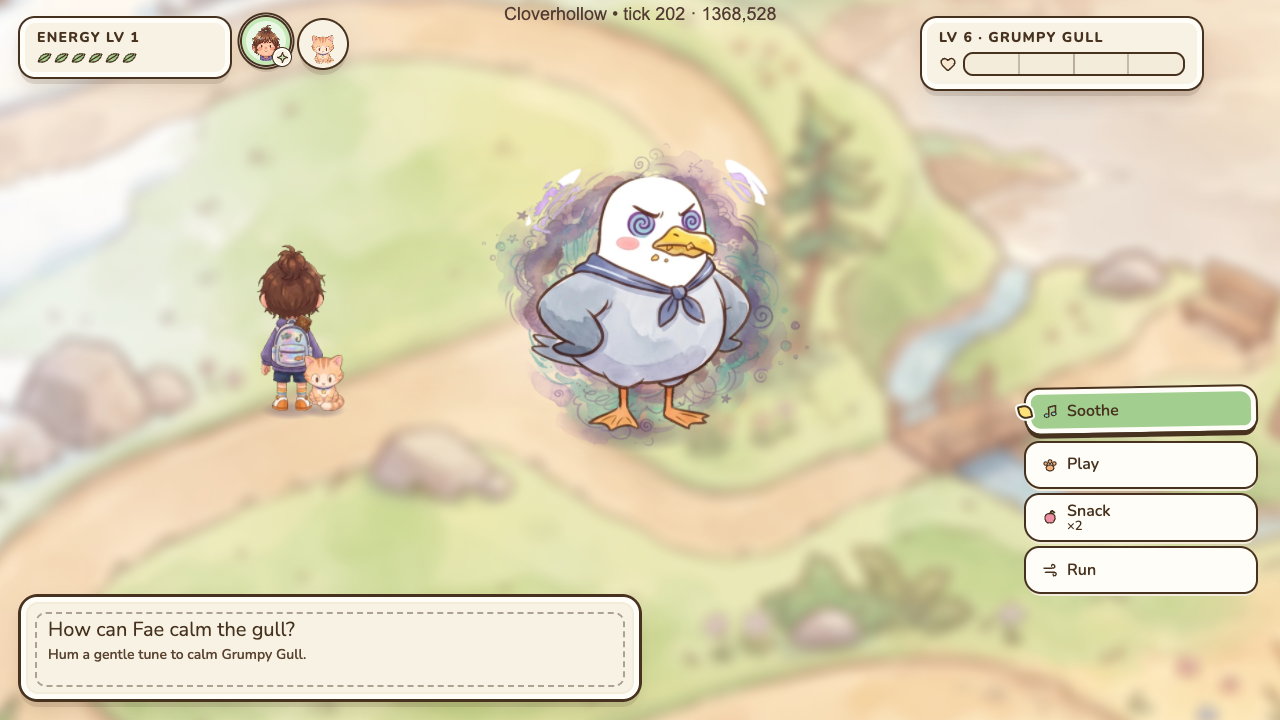 Cloverhollow • tick 202 · 1368,528
ENERGY LV 1
LV 6 · GRUMPY GULL
Soothe
Play
Snack
×2
Run
How can Fae calm the gull?
Hum a gentle tune to calm Grumpy Gull.